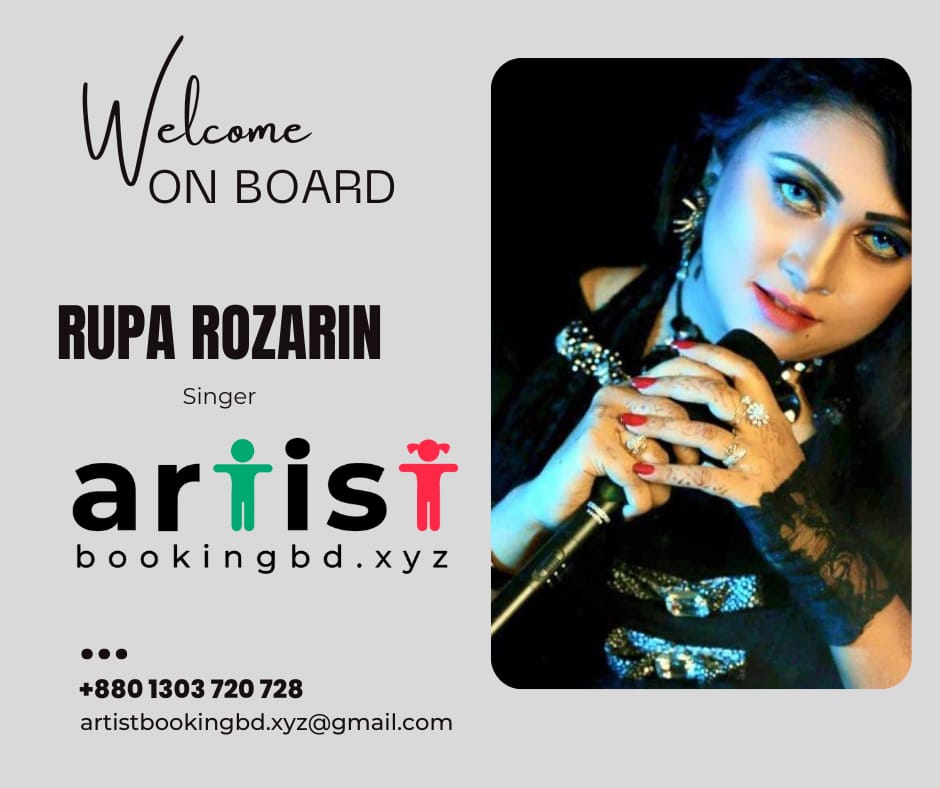 Welcome
ON BOARD
RUPA ROZARIN
Singer
artist
bookingbd.xyz
+880 1303 720 728
artistbookingbd.xyz@gmail.com